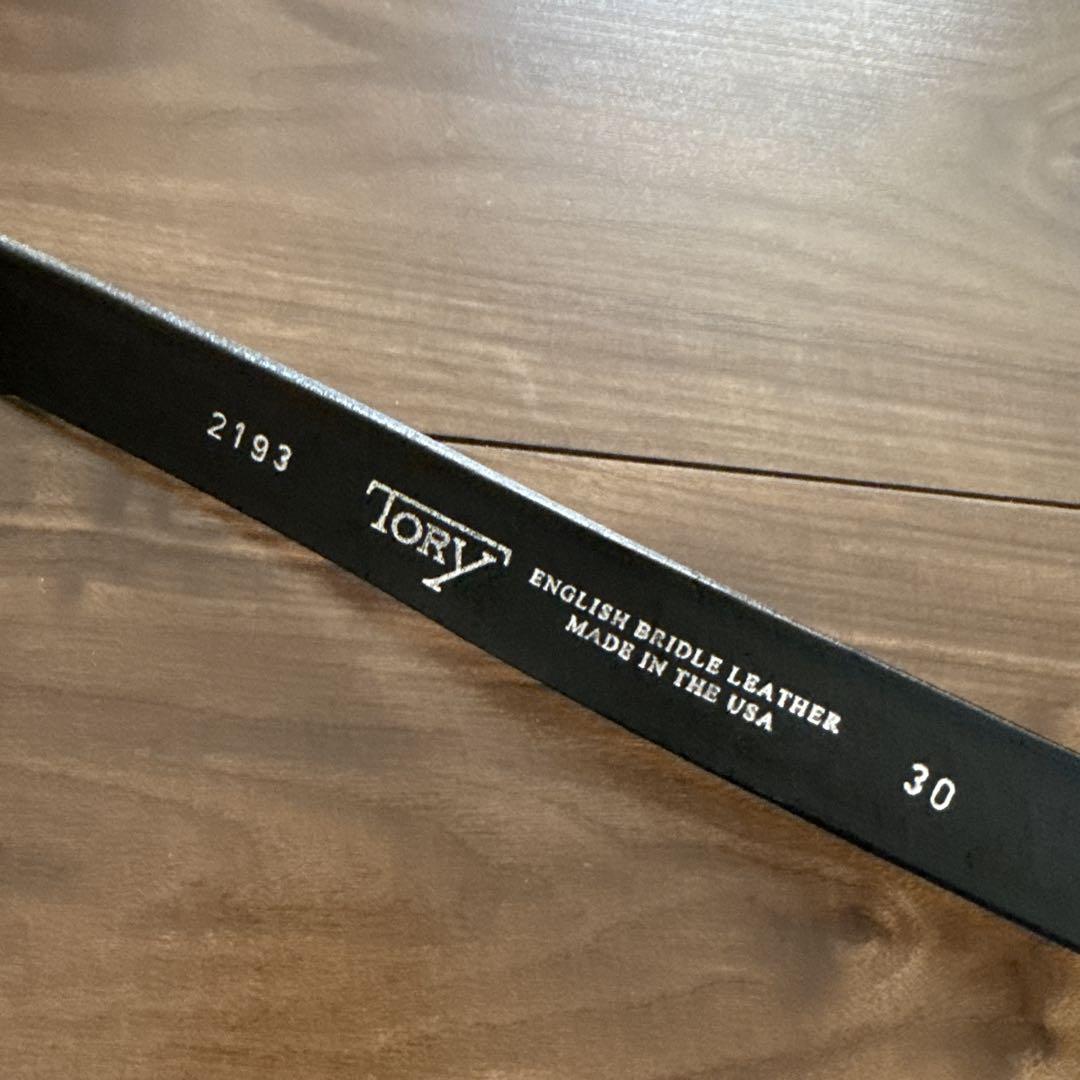 2193
TORY
ENGLISH BRIDLE LEATHER
MADE IN THE USA
30